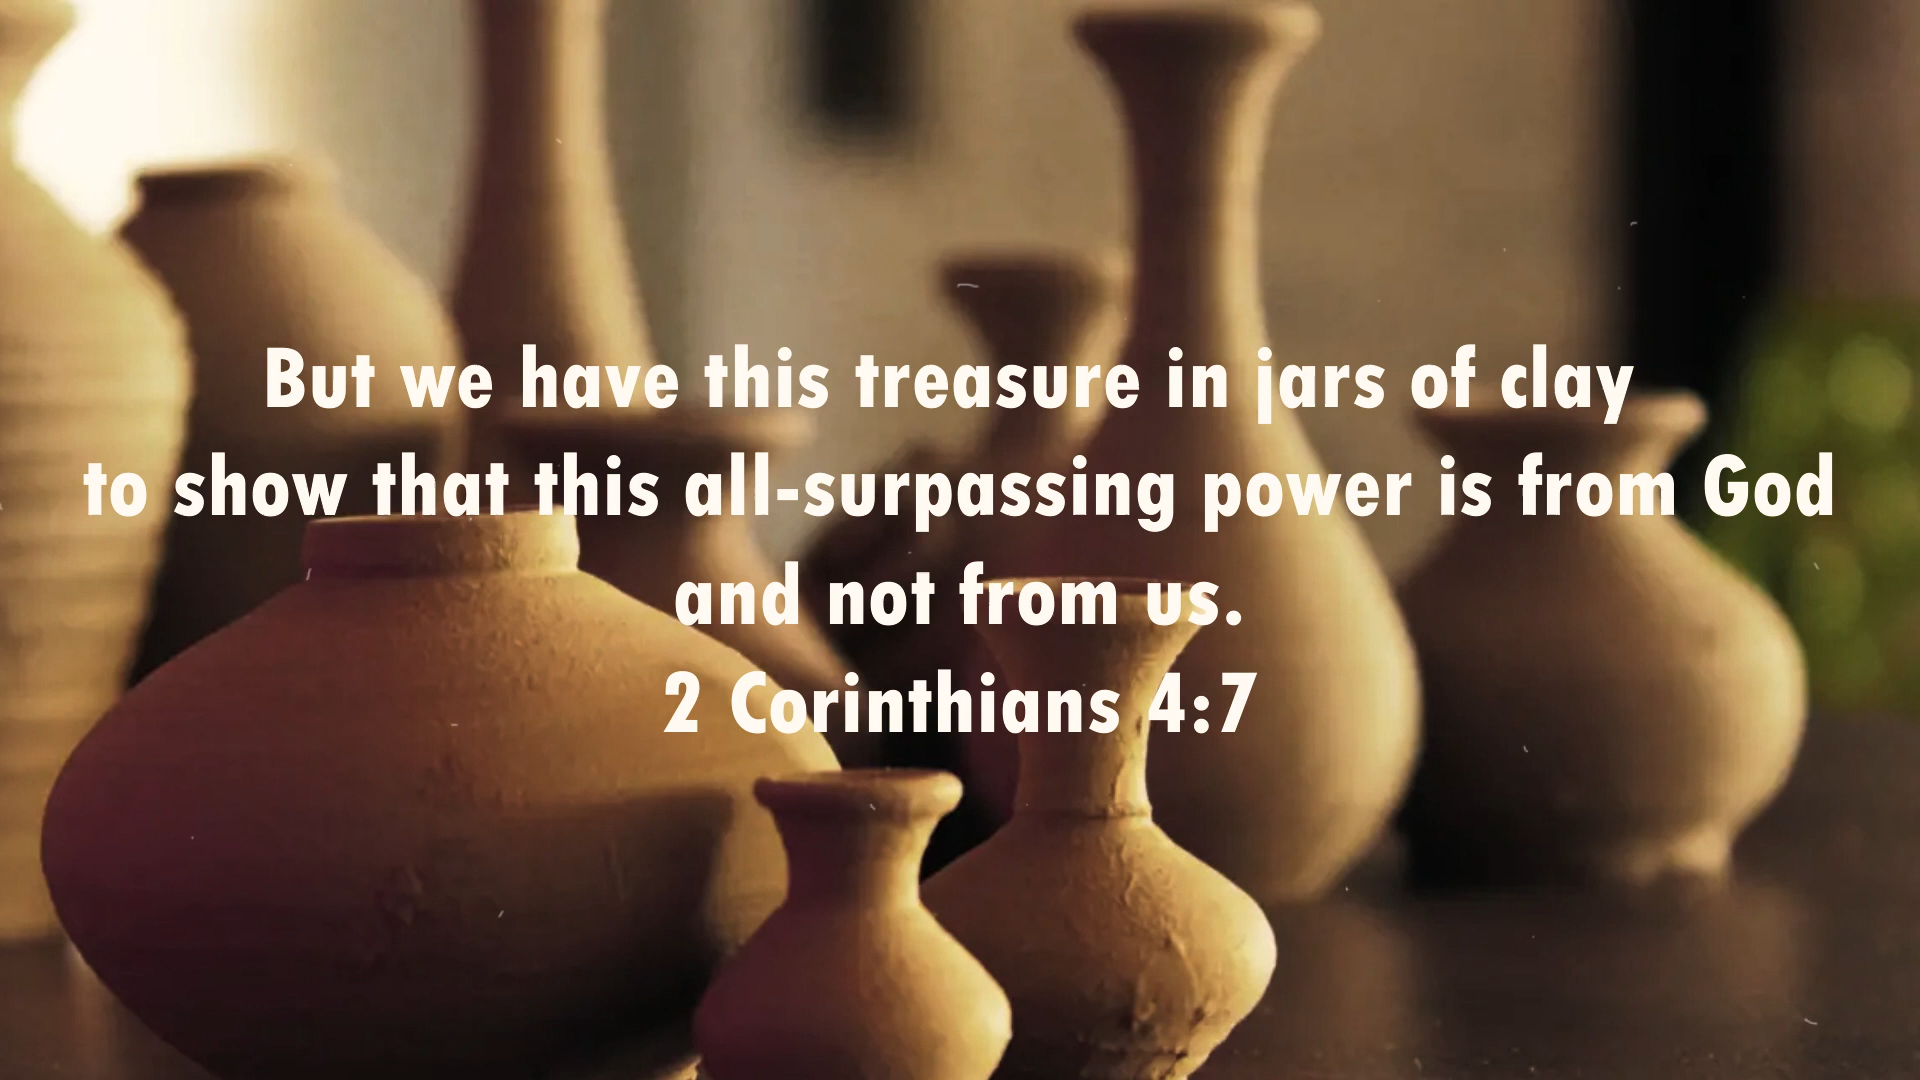 But we have this treasure in jars of clay
to show that this all-surpassing power is from God
and not from us.
2 Corinthians 4:7